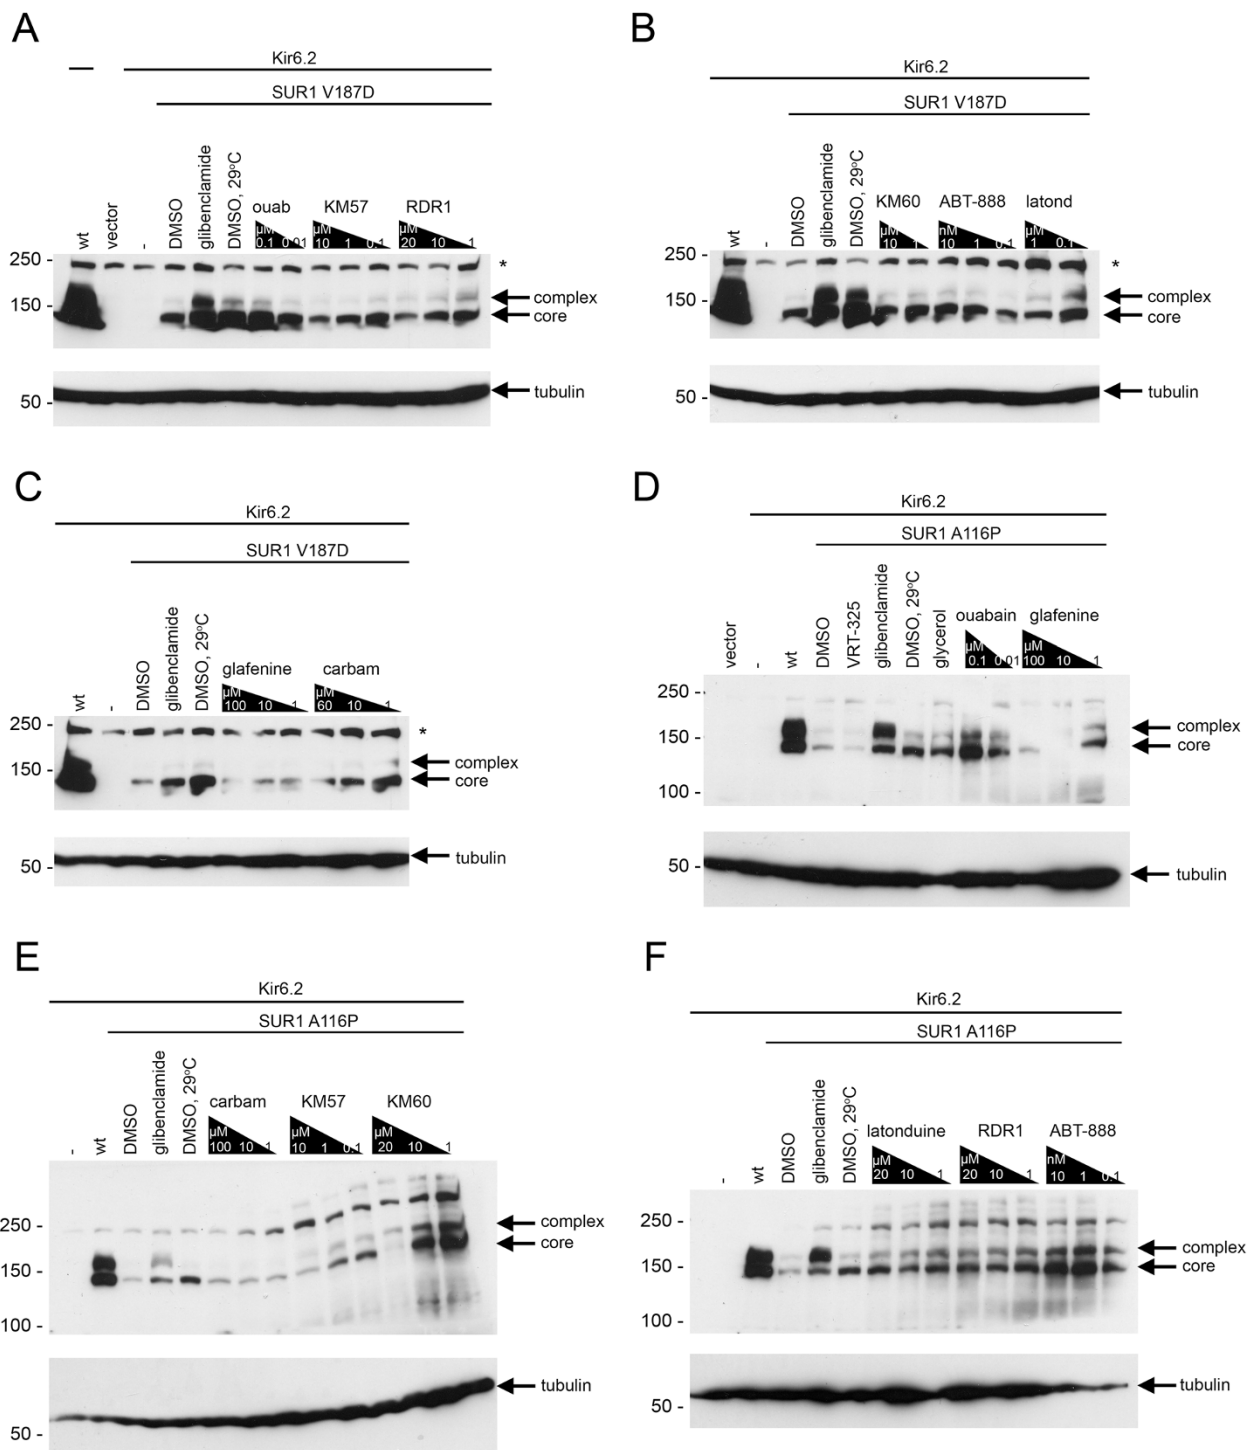 A
Kir6.2
SUR1 V187D
wt
vector
-
DMSO
glibenclamide
DMSO, 29ºC
ouab
µM
0.1 0.01
KM57
µM
10 1 0.1
RDR1
µM
20 10 1
250 -
*
150 -
complex
core
50 -
tubulin
B
Kir6.2
SUR1 V187D
wt
-
DMSO
glibenclamide
DMSO, 29ºC
KM60
µM
10 1
ABT-888
nM
10 1 0.1
latond
µM
1 0.1
250 -
*
150 -
complex
core
50 -
tubulin
C
Kir6.2
SUR1 V187D
wt
-
DMSO
glibenclamide
DMSO, 29ºC
glafenine
µM
100 10 1
carbam
µM
60 10 1
250 -
*
150 -
complex
core
50 -
tubulin
D
Kir6.2
SUR1 A116P
vector
-
wt
DMSO
VRT-325
glibenclamide
DMSO, 29ºC
glycerol
ouabain
µM
0.1 0.01
glafenine
µM
100 10 1
250 -
150 -
100 -
complex
core
50 -
tubulin
E
Kir6.2
SUR1 A116P
-
wt
DMSO
glibenclamide
DMSO, 29ºC
carbam
µM
100 10 1
KM57
µM
10 1 0.1
KM60
µM
20 10 1
250 -
complex
core
150 -
100 -
tubulin
50 -
F
Kir6.2
SUR1 A116P
-
wt
DMSO
glibenclamide
DMSO, 29ºC
latonduine
µM
20 10 1
RDR1
µM
20 10 1
ABT-888
nM
10 1 0.1
250 -
complex
150 -
core
100 -
tubulin
50 -